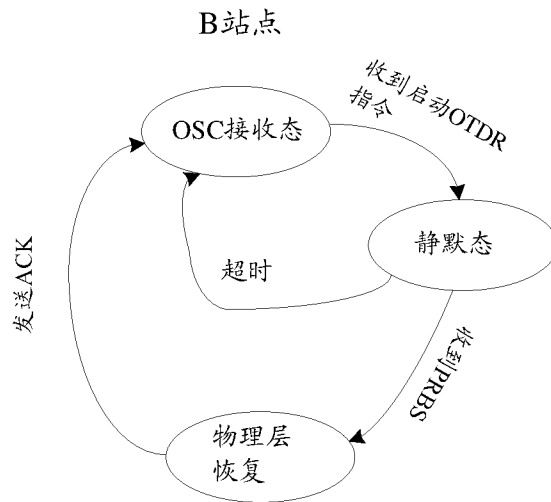 B站点
收到启动OTDR
指令
OSC接收态
静默态
超时
发送ACK
收到PRBS
物理层
恢复